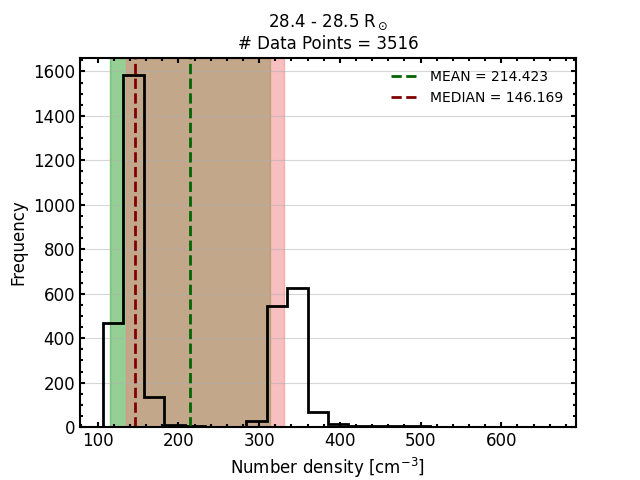 28.4 - 28.5 R⊙
# Data Points = 3516
MEAN = 214.423
MEDIAN = 146.169
Frequency
1600
1400
1200
1000
800
600
400
200
0
100 200 300 400 500 600
Number density [cm⁻³]